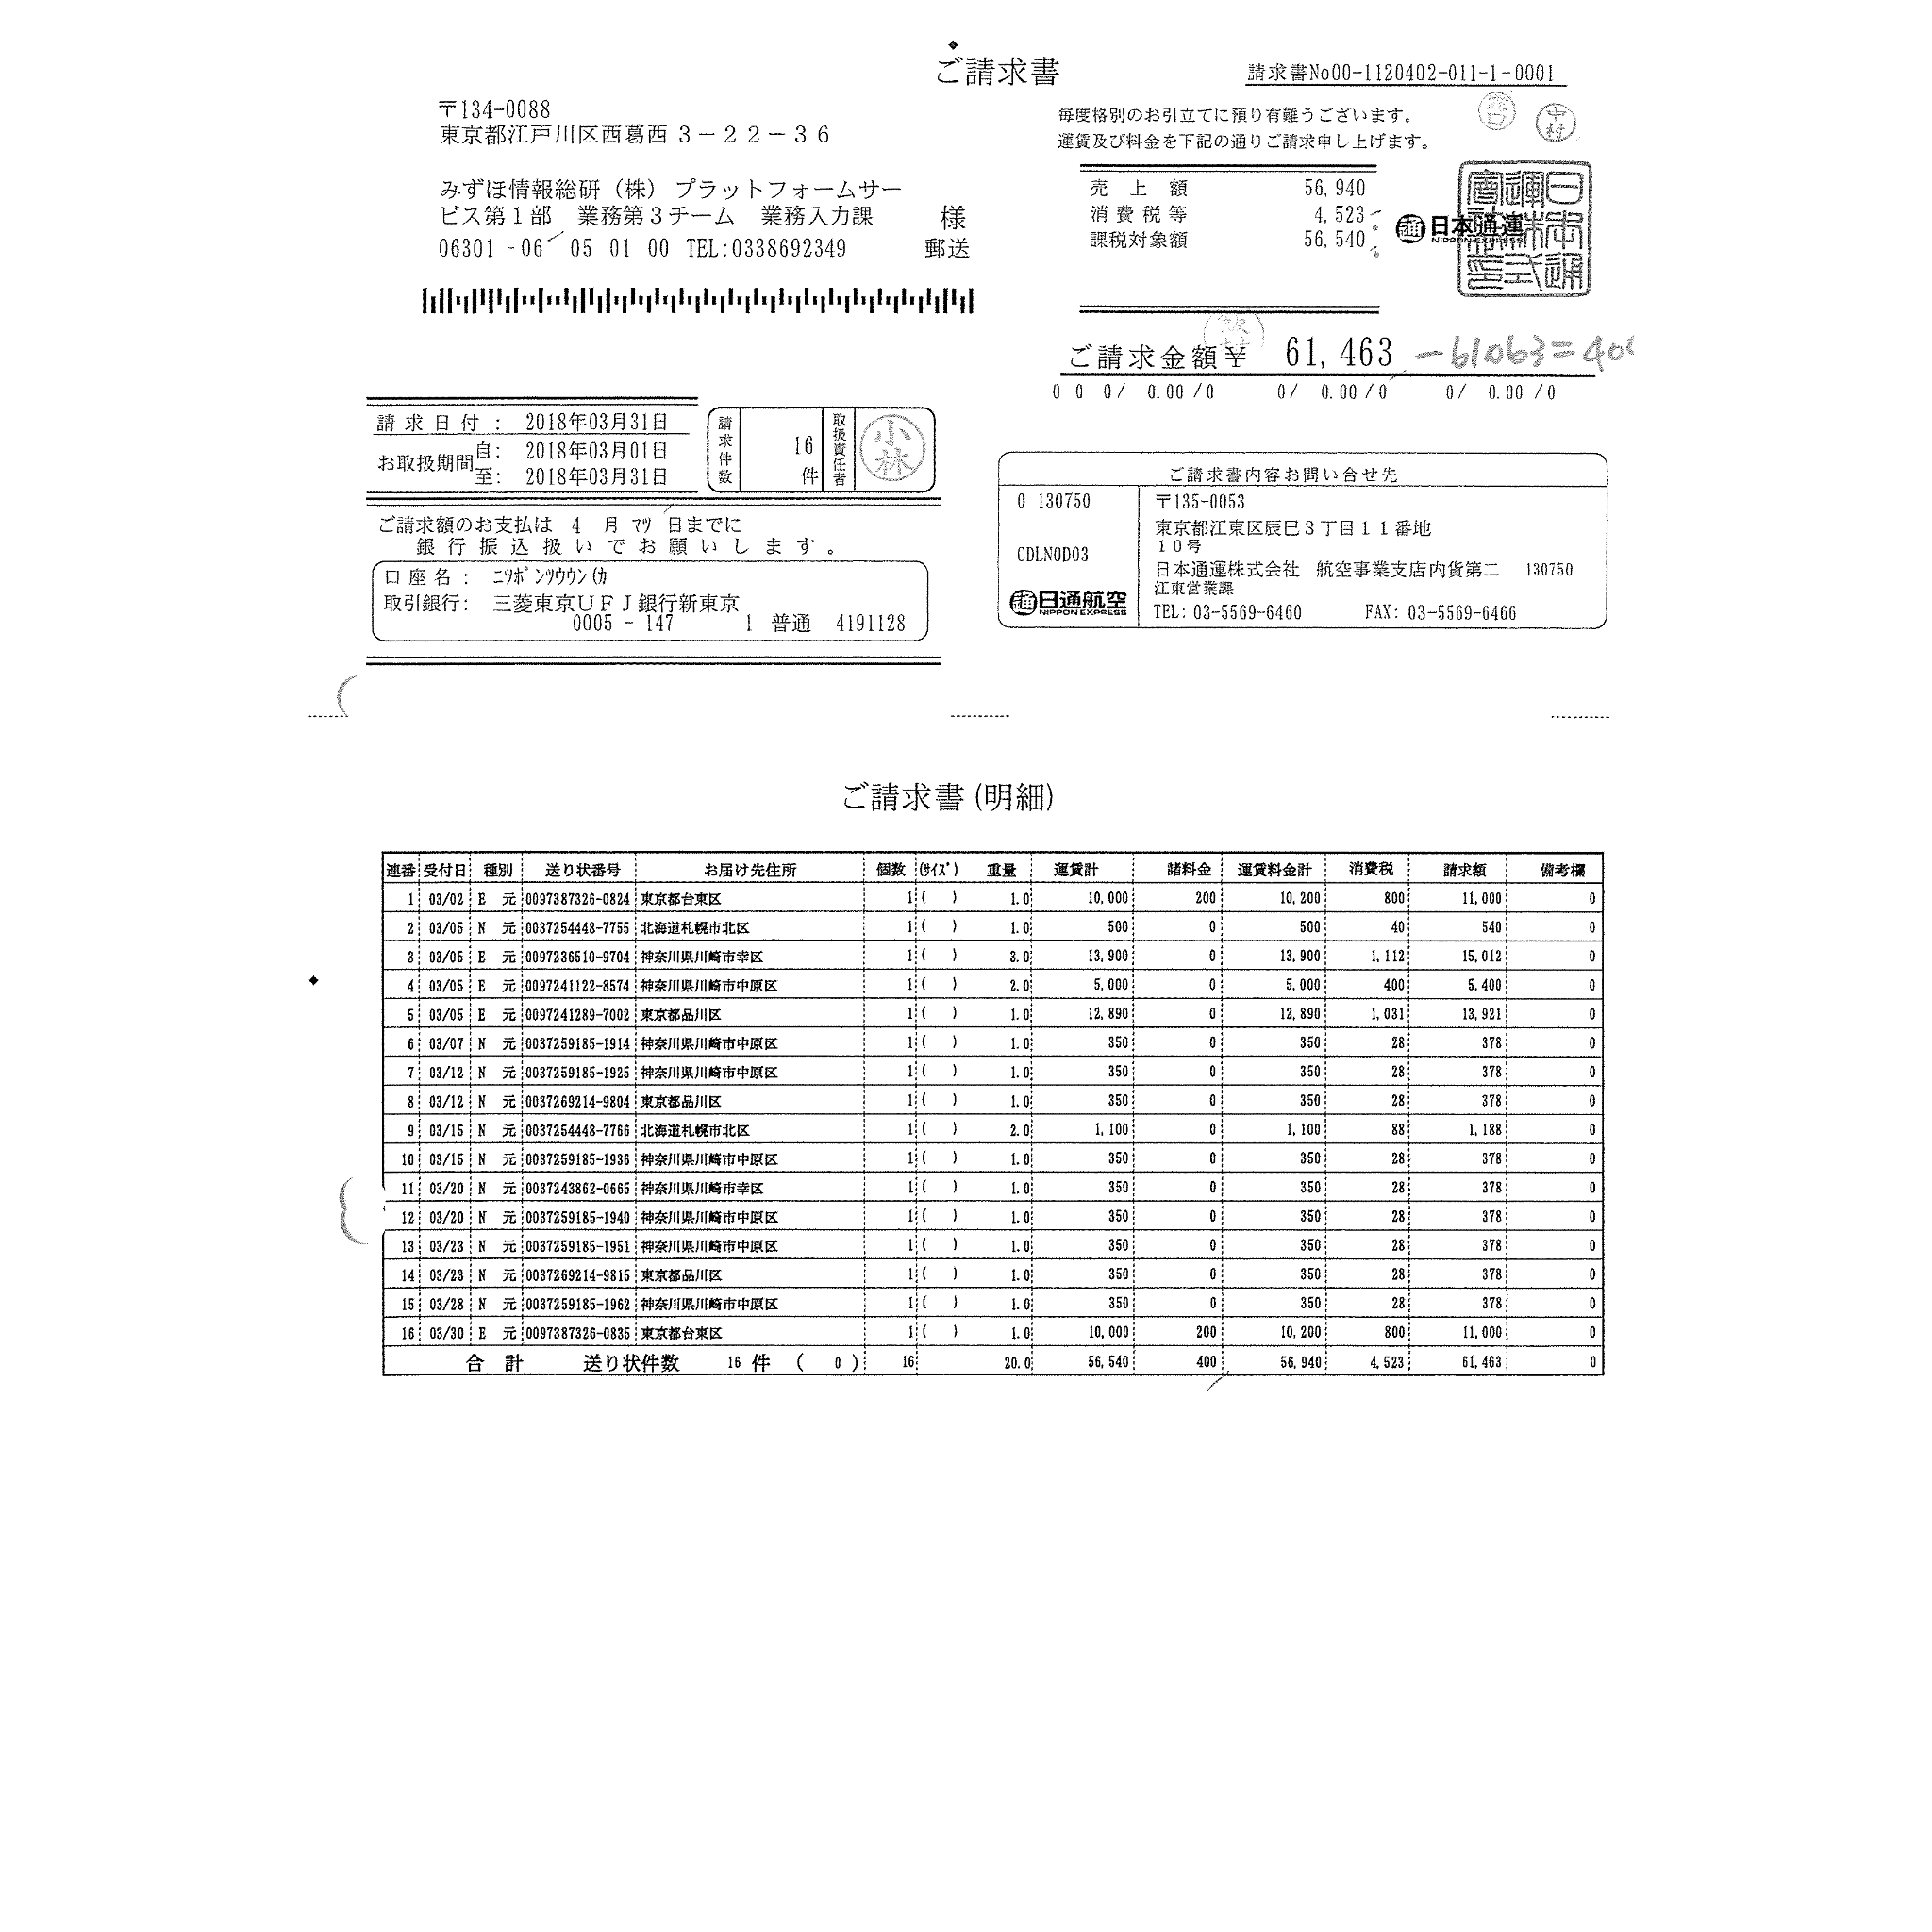 ご請求書
請求書No00-1120402-011-1-0001
〒134-0088
東京都江戸川区西葛西３－２２－３６
みずほ情報総研（株）プラットフォームサー
ビス第１部　業務第３チーム　業務入力課　様
06301 -06 05 01 00 TEL:0338692349 郵送
毎度格別のお引立てに預り有難うございます。
運賃及び料金を下記の通りご請求申し上げます。
中村
売上額 56,940
消費税等 4,523
課税対象額 56,540
日本通運
NIPPON EXPRESS
ご請求金額￥ 61,463 -61063=40
0 0 0/ 0.00 /0 0/ 0.00 /0 0/ 0.00 /0
請求日付: 2018年03月31日
お取扱期間 自: 2018年03月01日
至: 2018年03月31日
請求件数 16件 取扱責任者 小林
ご請求額のお支払は 4 月 ﾏﾂ 日までに
銀行振込扱いでお願いします。
口座名: ﾆﾂﾎﾟﾝﾂｳｳﾝ(ｶ
取引銀行: 三菱東京ＵＦＪ銀行新東京
0005 - 147 1 普通 4191128
ご請求書内容お問い合せ先
0 130750
CDLN0D03
日通航空
NIPPON EXPRESS
〒135-0053
東京都江東区辰巳３丁目１１番地
１０号
日本通運株式会社 航空事業支店内貨第二 130750
江東営業課
TEL: 03-5569-6460 FAX: 03-5569-6466
ご請求書(明細)
連番 受付日 種別 送り状番号 お届け先住所 個数 (ｻｲｽﾞ) 重量 運賃計 諸料金 運賃料金計 消費税 請求額 備考欄
1 03/02 E 元 0097387326-0824 東京都台東区 1 ( ) 1.0 10,000 200 10,200 800 11,000 0
2 03/05 N 元 0037254448-7755 北海道札幌市北区 1 ( ) 1.0 500 0 500 40 540 0
3 03/05 E 元 0097236510-9704 神奈川県川崎市幸区 1 ( ) 3.0 13,900 0 13,900 1,112 15,012 0
4 03/05 E 元 0097241122-8574 神奈川県川崎市中原区 1 ( ) 2.0 5,000 0 5,000 400 5,400 0
5 03/05 E 元 0097241289-7002 東京都品川区 1 ( ) 1.0 12,890 0 12,890 1,031 13,921 0
6 03/07 N 元 0037259185-1914 神奈川県川崎市中原区 1 ( ) 1.0 350 0 350 28 378 0
7 03/12 N 元 0037259185-1925 神奈川県川崎市中原区 1 ( ) 1.0 350 0 350 28 378 0
8 03/12 N 元 0037269214-9804 東京都品川区 1 ( ) 1.0 350 0 350 28 378 0
9 03/15 N 元 0037254448-7766 北海道札幌市北区 1 ( ) 2.0 1,100 0 1,100 88 1,188 0
10 03/15 N 元 0037259185-1936 神奈川県川崎市中原区 1 ( ) 1.0 350 0 350 28 378 0
11 03/20 N 元 0037243862-0665 神奈川県川崎市幸区 1 ( ) 1.0 350 0 350 28 378 0
12 03/20 N 元 0037259185-1940 神奈川県川崎市中原区 1 ( ) 1.0 350 0 350 28 378 0
13 03/23 N 元 0037259185-1951 神奈川県川崎市中原区 1 ( ) 1.0 350 0 350 28 378 0
14 03/23 N 元 0037269214-9815 東京都品川区 1 ( ) 1.0 350 0 350 28 378 0
15 03/28 N 元 0037259185-1962 神奈川県川崎市中原区 1 ( ) 1.0 350 0 350 28 378 0
16 03/30 E 元 0097387326-0835 東京都台東区 1 ( ) 1.0 10,000 200 10,200 800 11,000 0
合 計 送り状件数 16 件 ( 0 ) 16 20.0 56,540 400 56,940 4,523 61,463 0